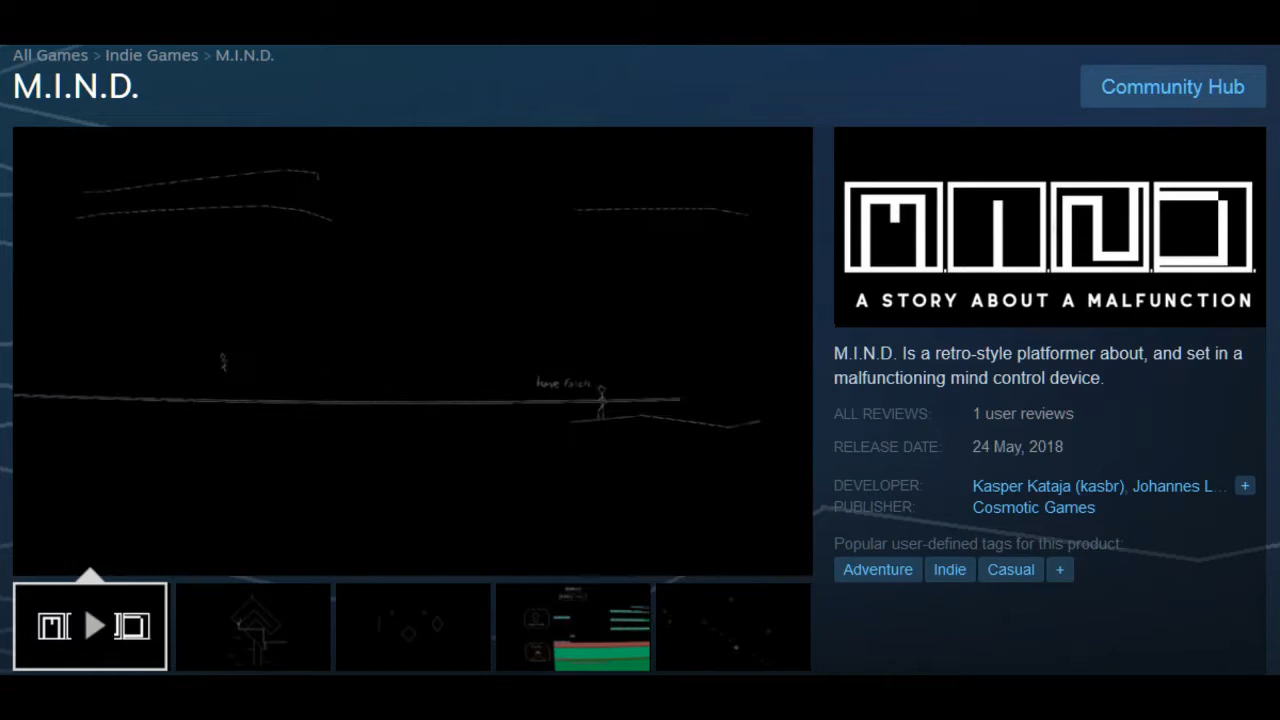 All Games > Indie Games > M.I.N.D.
M.I.N.D.
Community Hub
have faith
M.I.N.D.
A STORY ABOUT A MALFUNCTION
M.I.N.D. Is a retro-style platformer about, and set in a
malfunctioning mind control device.
ALL REVIEWS: 1 user reviews
RELEASE DATE: 24 May, 2018
DEVELOPER: Kasper Kataja (kasbr), Johannes L... +
PUBLISHER: Cosmotic Games
Popular user-defined tags for this product:
Adventure Indie Casual +